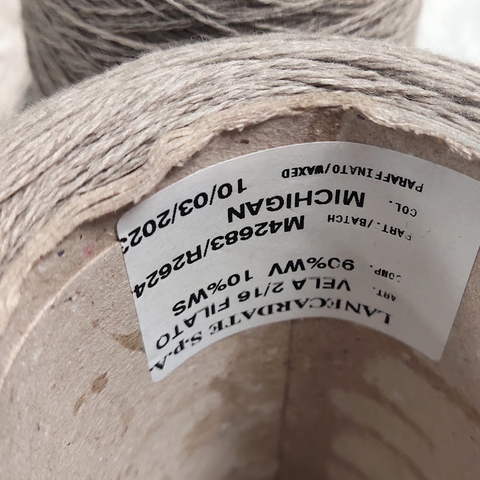 LANECARDATE S.P.A.
ART. VELA 2/16 FILATO
COMP. 90%WV 10%WS
PART./BATCH M42683/R2624
COL. MICHIGAN
PARAFFINATO/WAXED 10/03/2023